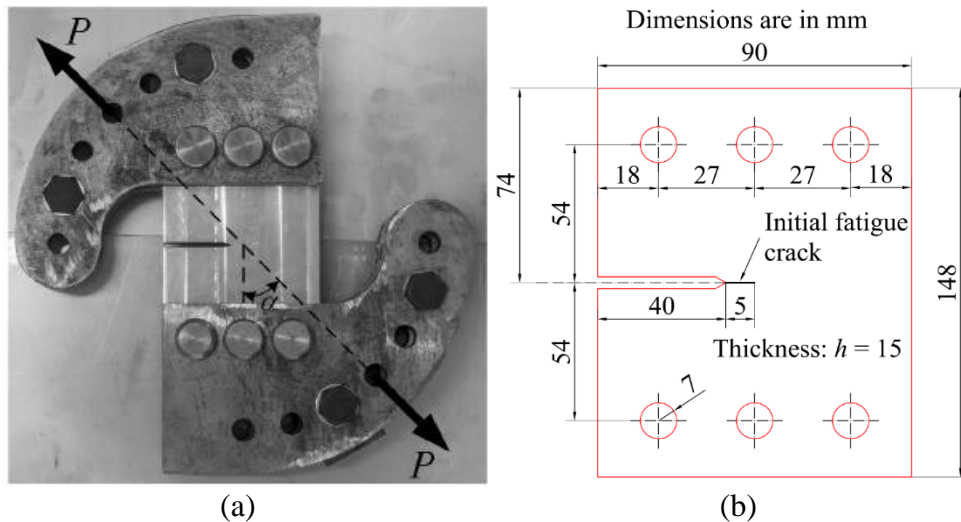 P
α
P
(a)
Dimensions are in mm
90
74
54
18
27
27
18
Initial fatigue
crack
40
5
148
54
Thickness: h = 15
7
(b)